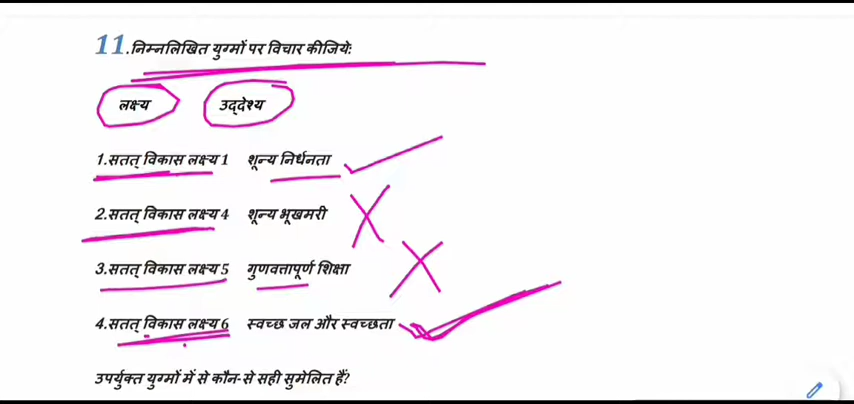 11.निम्नलिखित युग्मों पर विचार कीजिये:
लक्ष्य उद्देश्य
1.सतत् विकास लक्ष्य 1 शून्य निर्धनता
2.सतत् विकास लक्ष्य 4 शून्य भूखमरी
3.सतत् विकास लक्ष्य 5 गुणवत्तापूर्ण शिक्षा
4.सतत् विकास लक्ष्य 6 स्वच्छ जल और स्वच्छता
उपर्युक्त युग्मों में से कौन-से सही सुमेलित हैं?